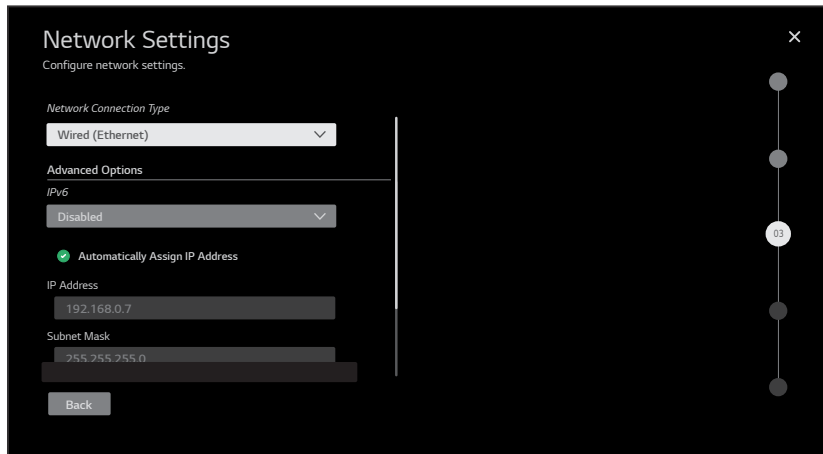 Network Settings
Configure network settings.
Network Connection Type
Wired (Ethernet)
Advanced Options
IPv6
Disabled
03
Automatically Assign IP Address
IP Address
192.168.0.7
Subnet Mask
255.255.255.0
Back